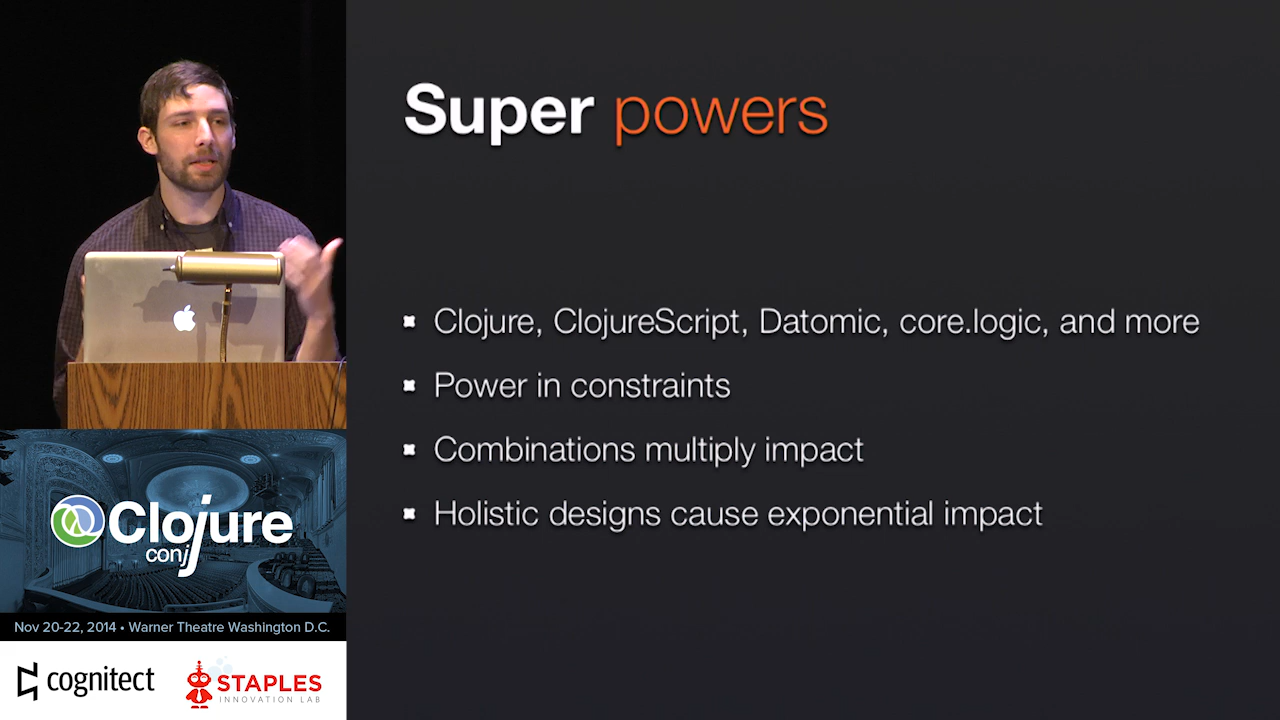 Super powers
Clojure, ClojureScript, Datomic, core.logic, and more
Power in constraints
Combinations multiply impact
Holistic designs cause exponential impact
Clojure
conj
Nov 20-22, 2014 • Warner Theatre Washington D.C.
cognitect
STAPLES
INNOVATION LAB